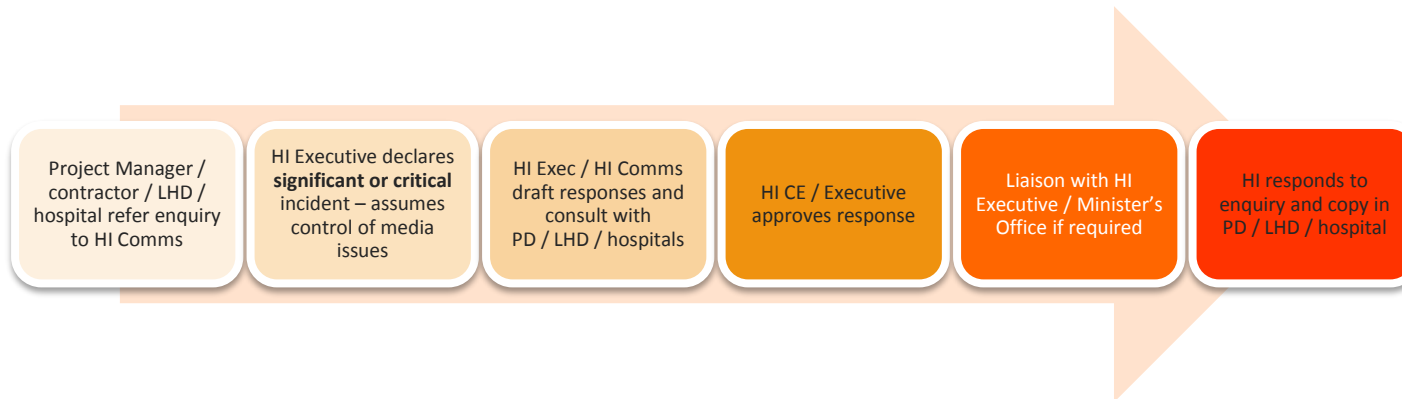 Project Manager /
contractor / LHD /
hospital refer enquiry
to HI Comms
HI Executive declares
significant or critical
incident – assumes
control of media
issues
HI Exec / HI Comms
draft responses and
consult with
PD / LHD / hospitals
HI CE / Executive
approves response
Liaison with HI
Executive / Minister’s
Office if required
HI responds to
enquiry and copy in
PD / LHD / hospital